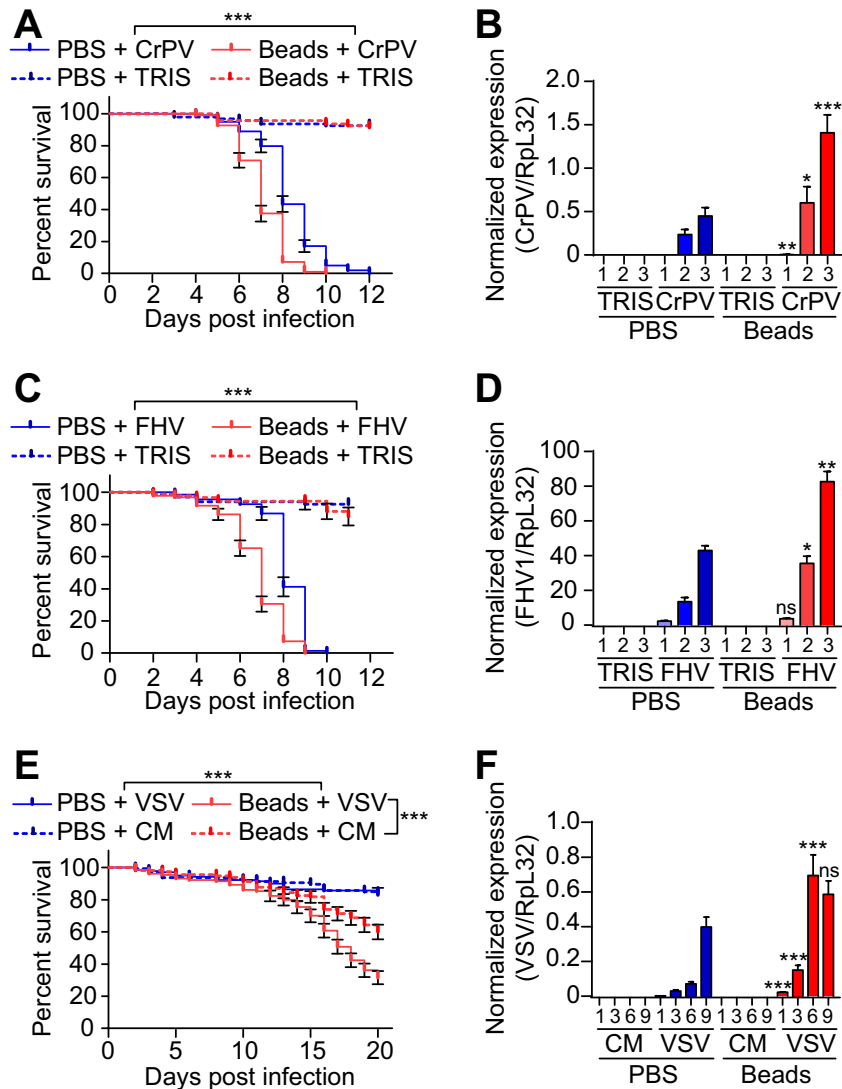 A
***
PBS + CrPV Beads + CrPV
PBS + TRIS Beads + TRIS
Percent survival
100
80
60
40
20
0
0 2 4 6 8 10 12
Days post infection
B
Normalized expression
(CrPV/RpL32)
2.0
1.5
1.0
0.5
0
** * ***
1 2 3 1 2 3 1 2 3 1 2 3
TRIS CrPV TRIS CrPV
PBS Beads
C
***
PBS + FHV Beads + FHV
PBS + TRIS Beads + TRIS
Percent survival
100
80
60
40
20
0
0 2 4 6 8 10 12
Days post infection
D
Normalized expression
(FHV1/RpL32)
100
80
60
40
20
0
ns * **
1 2 3 1 2 3 1 2 3 1 2 3
TRIS FHV TRIS FHV
PBS Beads
E
***
PBS + VSV Beads + VSV
PBS + CM Beads + CM
***
Percent survival
100
80
60
40
20
0
0 5 10 15 20
Days post infection
F
Normalized expression
(VSV/RpL32)
1.0
0.8
0.6
0.4
0.2
0
*** *** *** ns
1 3 6 9 1 3 6 9 1 3 6 9 1 3 6 9
CM VSV CM VSV
PBS Beads